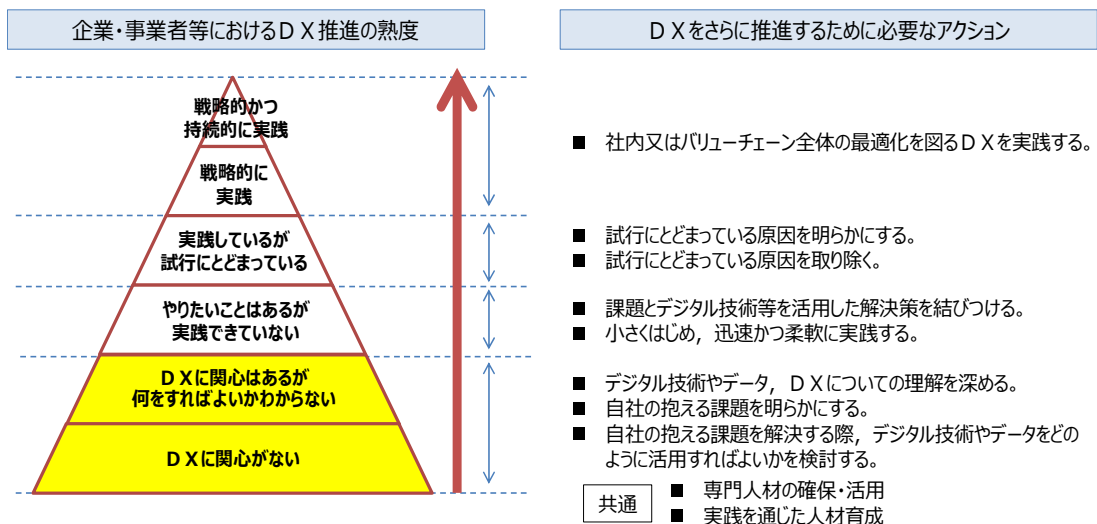 企業・事業者等におけるＤＸ推進の熟度
戦略的かつ
持続的に実践
戦略的に
実践
実践しているが
試行にとどまっている
やりたいことはあるが
実践できていない
ＤＸに関心はあるが
何をすればよいかわからない
ＤＸに関心がない
ＤＸをさらに推進するために必要なアクション
■ 社内又はバリューチェーン全体の最適化を図るＤＸを実践する。
■ 試行にとどまっている原因を明らかにする。
■ 試行にとどまっている原因を取り除く。
■ 課題とデジタル技術等を活用した解決策を結びつける。
■ 小さくはじめ，迅速かつ柔軟に実践する。
■ デジタル技術やデータ，ＤＸについての理解を深める。
■ 自社の抱える課題を明らかにする。
■ 自社の抱える課題を解決する際，デジタル技術やデータをどの
ように活用すればよいかを検討する。
共通
■ 専門人材の確保・活用
■ 実践を通じた人材育成